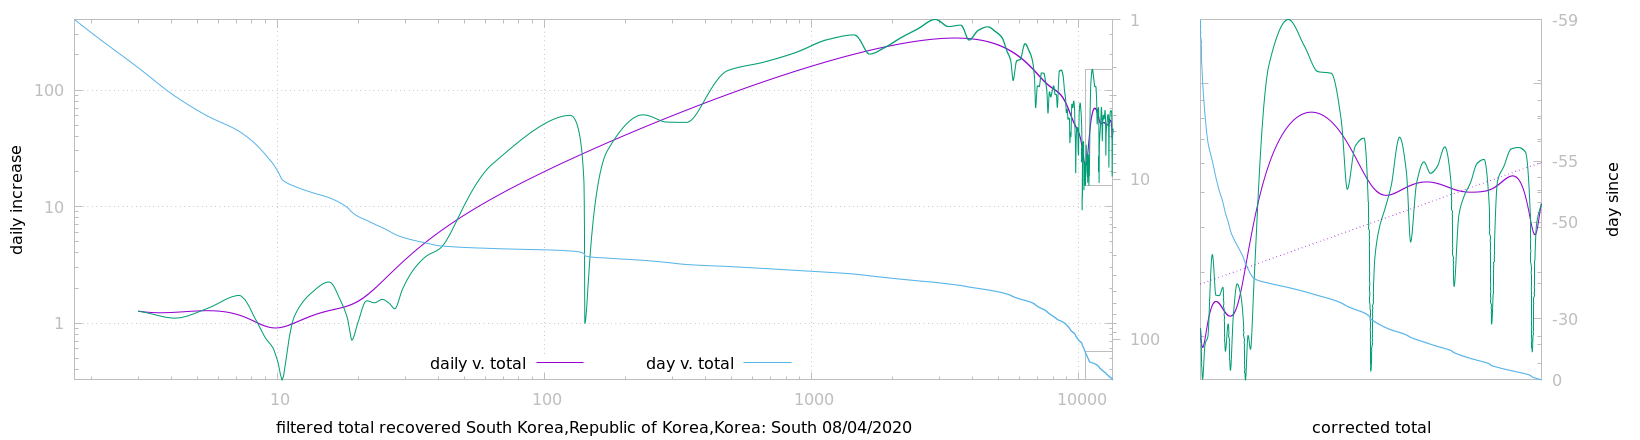 daily increase
100
10
1
10
100
1000
10000
1
10
100
daily v. total
day v. total
filtered total recovered South Korea,Republic of Korea,Korea: South 08/04/2020
-59
-55
-50
-30
0
day since
corrected total